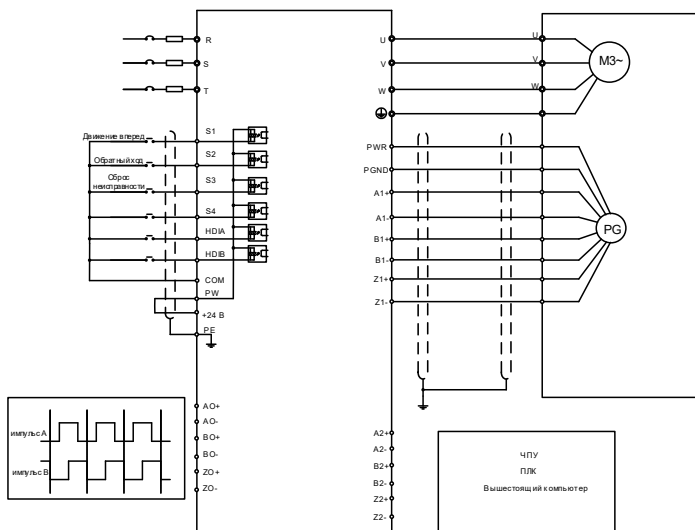 R
S
T
U
V
W
U
V
W
M3~
Движение вперед
Обратный ход
Сброс
неисправности
S1
S2
S3
S4
HDIA
HDIB
COM
PW
+24 В
PE
PWR
PGND
A1+
A1-
B1+
B1-
Z1+
Z1-
PG
импульс А
импульс В
AO+
AO-
BO+
BO-
ZO+
ZO-
A2+
A2-
B2+
B2-
Z2+
Z2-
ЧПУ
ПЛК
Вышестоящий компьютер